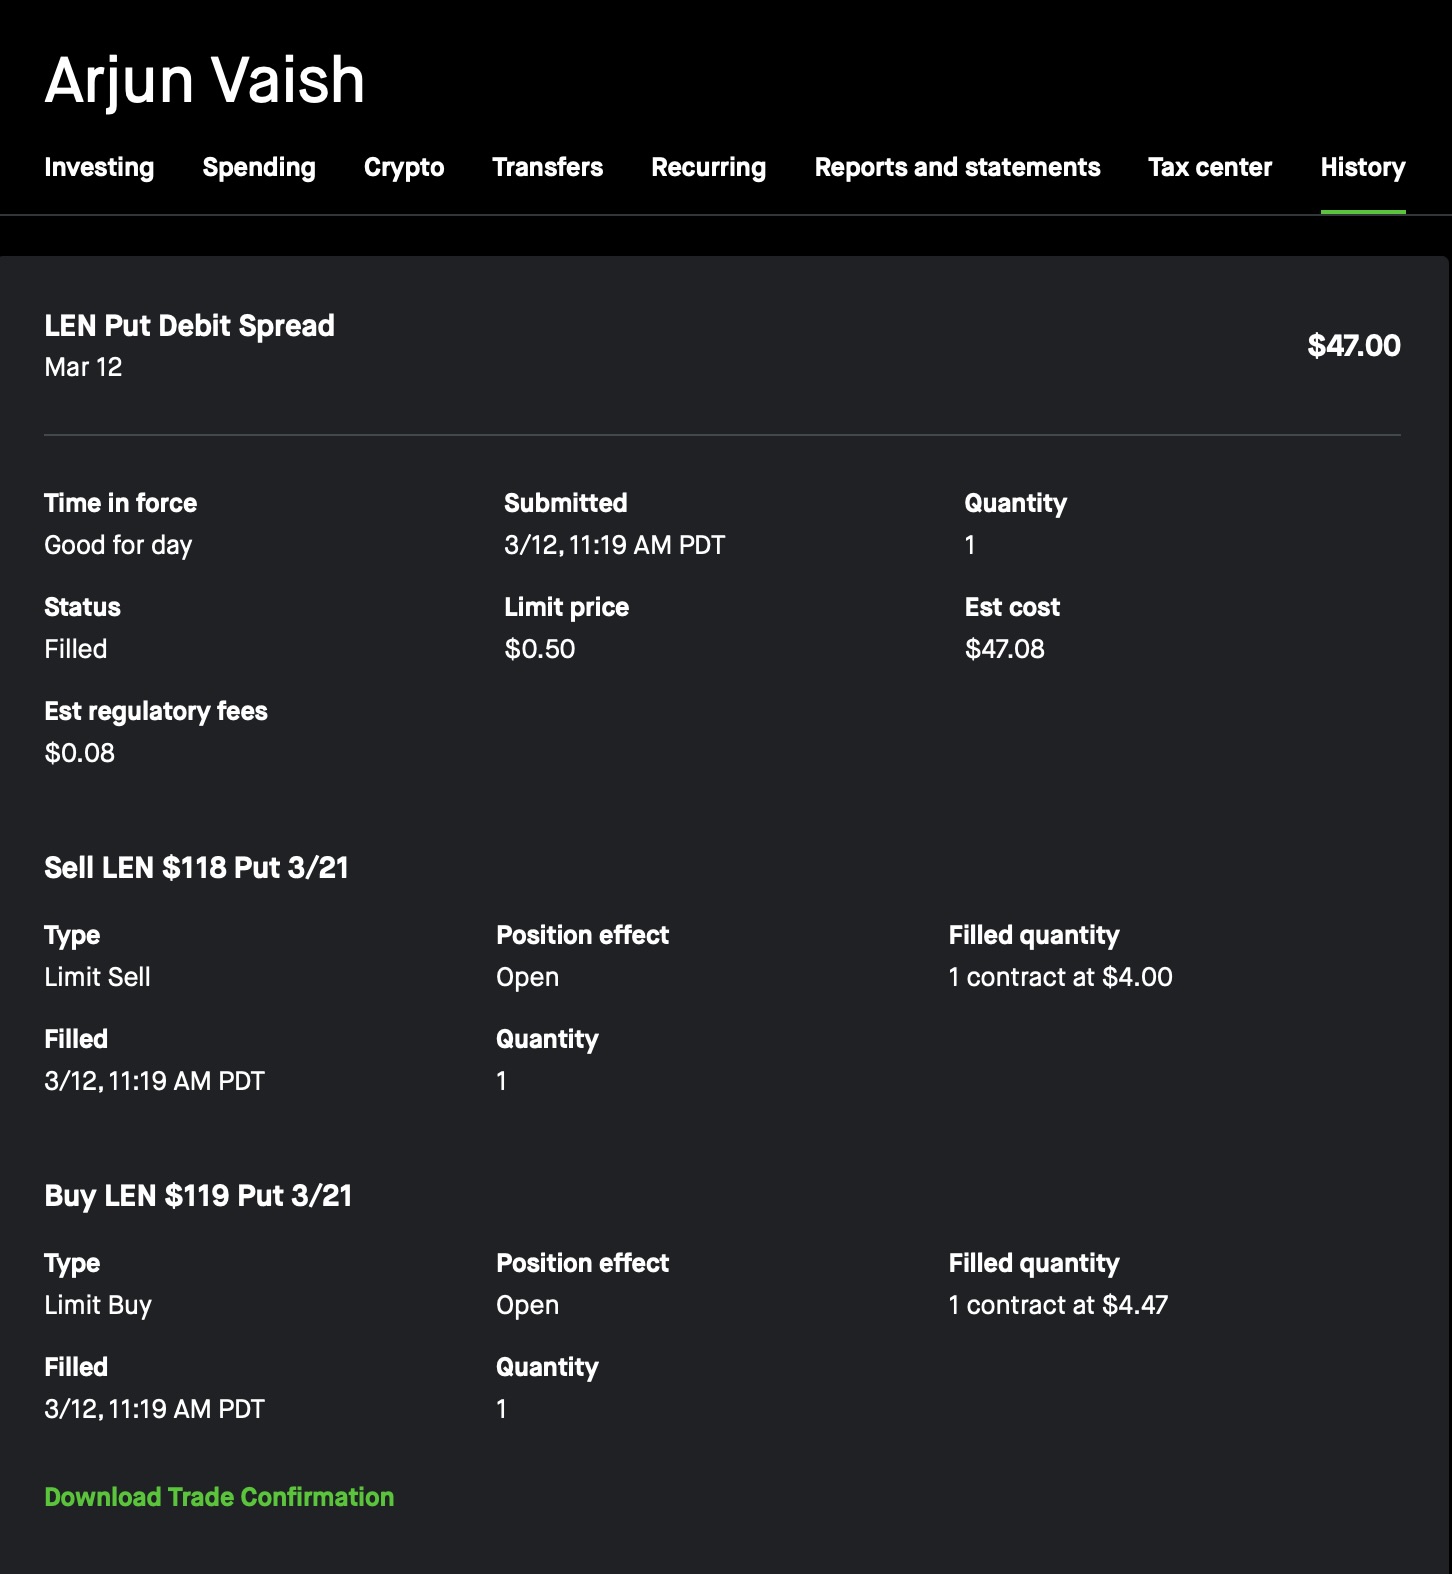 Arjun Vaish
Investing Spending Crypto Transfers Recurring Reports and statements Tax center History
LEN Put Debit Spread
Mar 12
$47.00
Time in force Submitted Quantity
Good for day 3/12, 11:19 AM PDT 1
Status Limit price Est cost
Filled $0.50 $47.08
Est regulatory fees
$0.08
Sell LEN $118 Put 3/21
Type Position effect Filled quantity
Limit Sell Open 1 contract at $4.00
Filled Quantity
3/12, 11:19 AM PDT 1
Buy LEN $119 Put 3/21
Type Position effect Filled quantity
Limit Buy Open 1 contract at $4.47
Filled Quantity
3/12, 11:19 AM PDT 1
Download Trade Confirmation